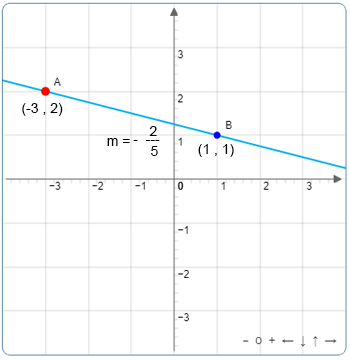 3
A
2
(-3 , 2)
B
m = - 2/5
1
(1 , 1)
-3 -2 -1 0 1 2 3
-1
-2
-3
- o + ← ↓ ↑ →